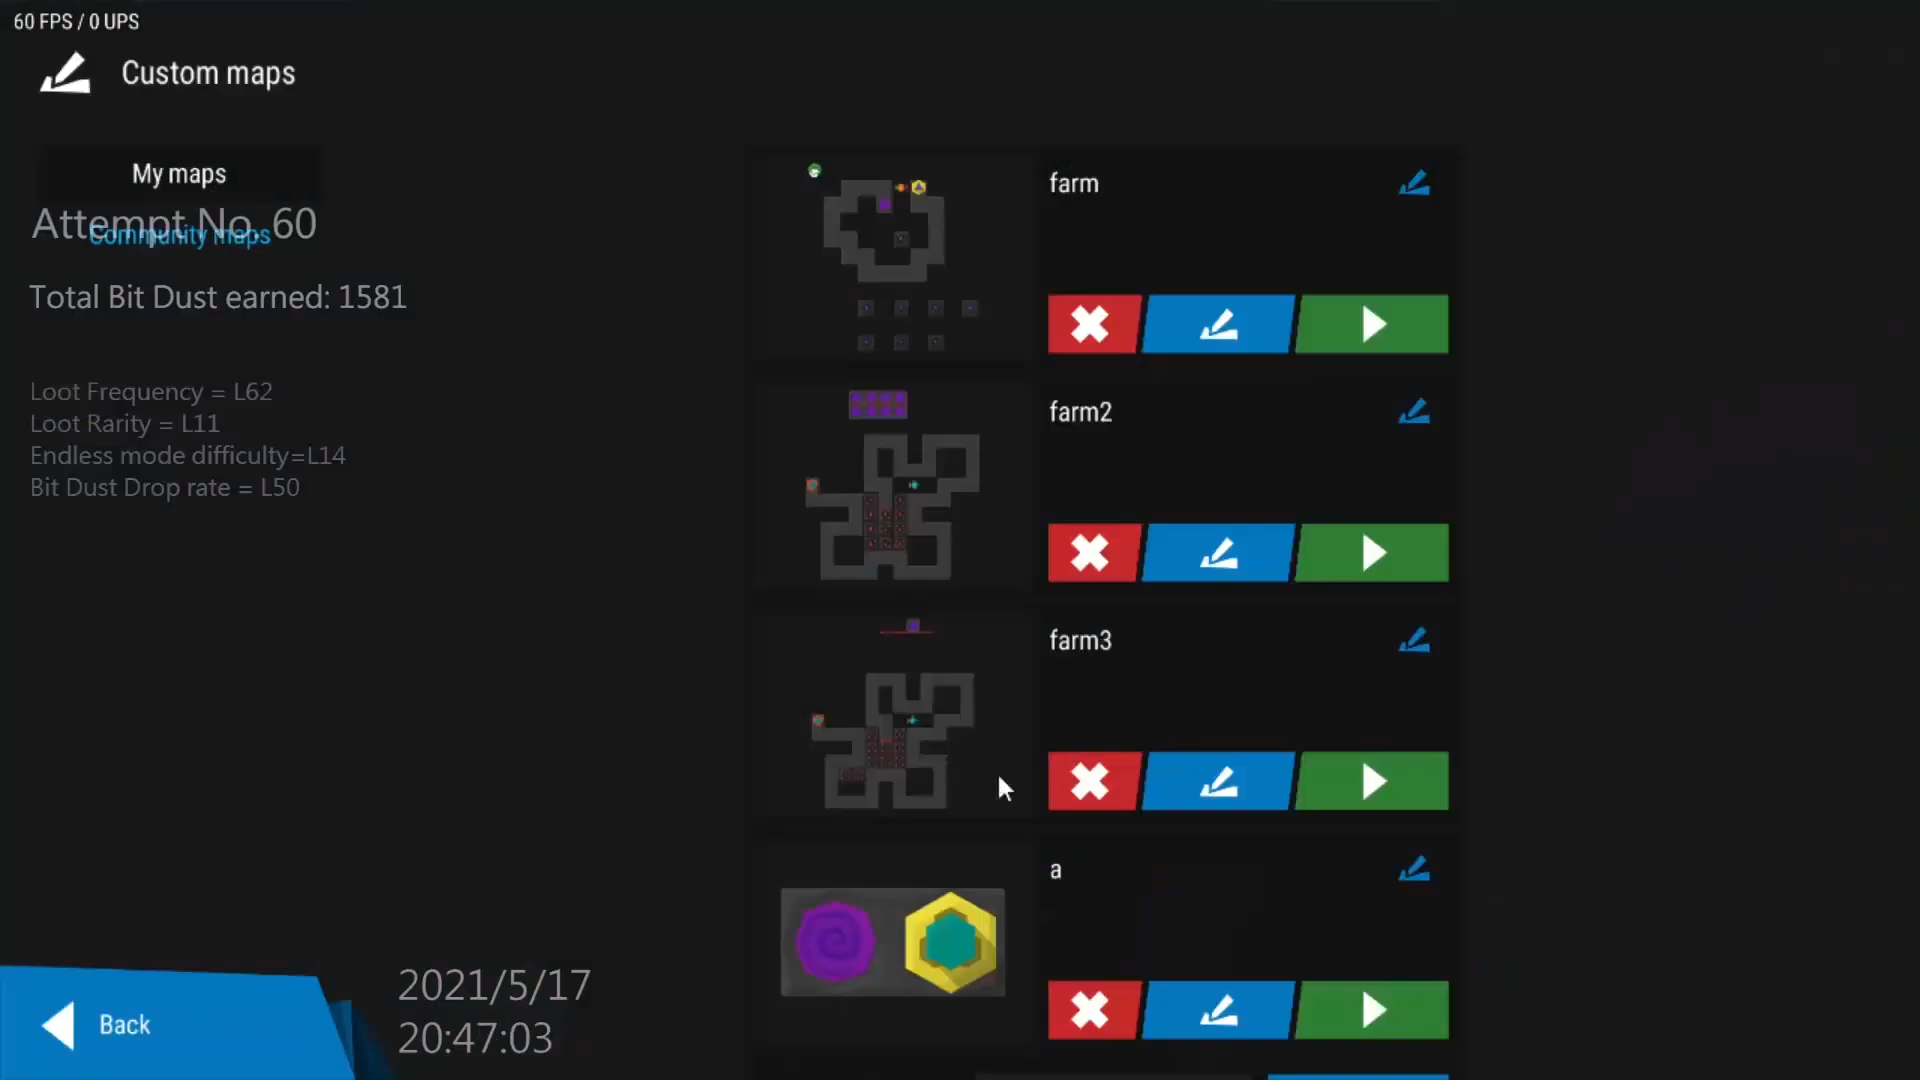 60 FPS / 0 UPS
Custom maps
My maps
Attempt No. 60
Community maps
Total Bit Dust earned: 1581
Loot Frequency = L62
Loot Rarity = L11
Endless mode difficulty=L14
Bit Dust Drop rate = L50
farm
farm2
farm3
a
2021/5/17
20:47:03
Back